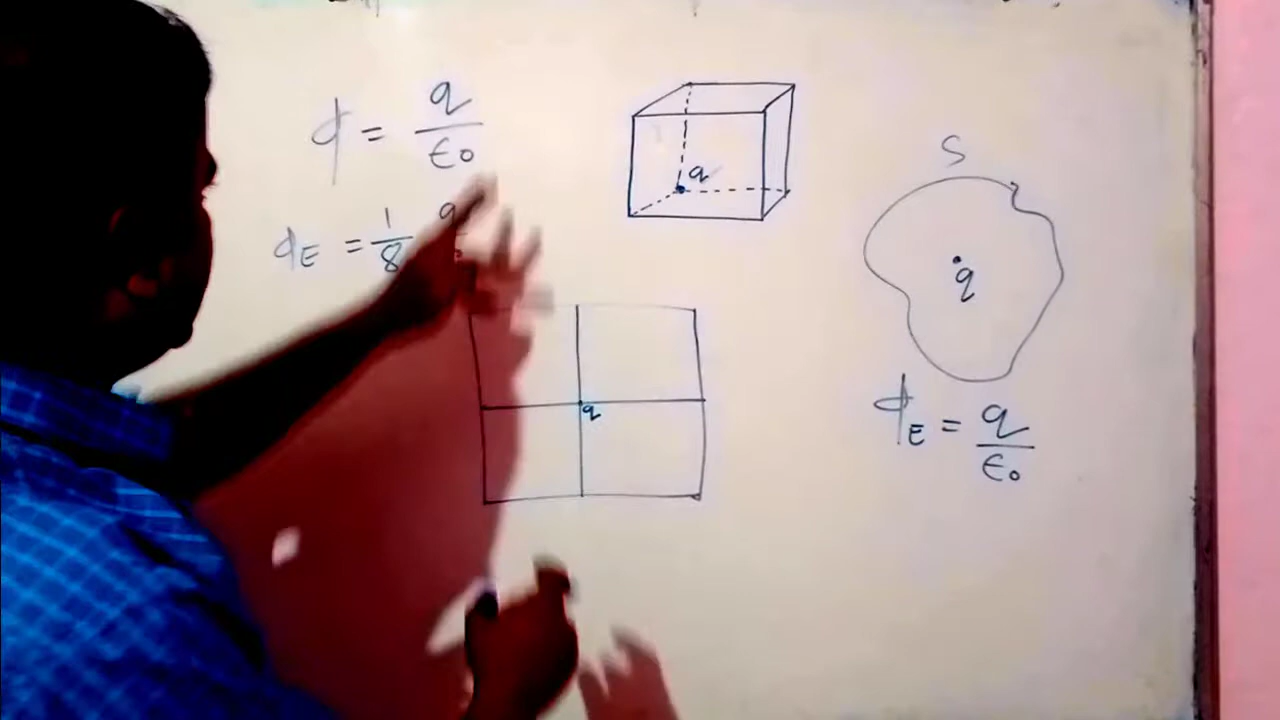 ϕ = q/ϵ₀
ϕE = 1/8 q
q
S
q
q
ϕE = q/ϵ₀